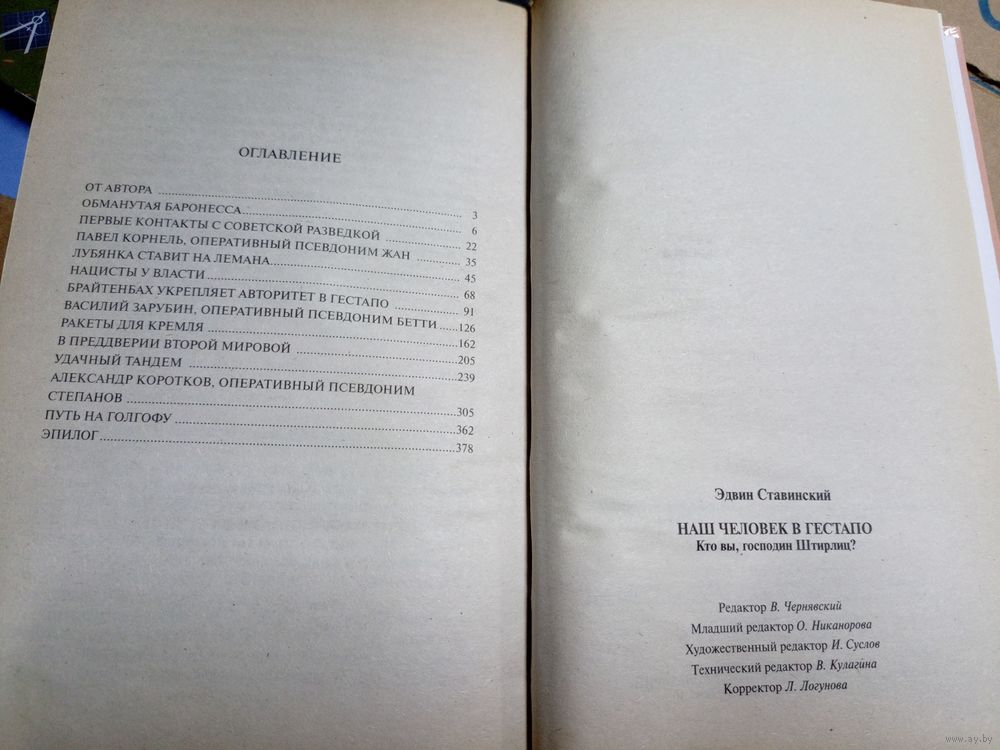 ОГЛАВЛЕНИЕ
ОТ АВТОРА ........ 3
ОБМАНУТАЯ БАРОНЕССА........ 6
ПЕРВЫЕ КОНТАКТЫ С СОВЕТСКОЙ РАЗВЕДКОЙ ........ 22
ПАВЕЛ КОРНЕЛЬ, ОПЕРАТИВНЫЙ ПСЕВДОНИМ ЖАН ........ 35
ЛУБЯНКА СТАВИТ НА ЛЕМАНА........ 45
НАЦИСТЫ У ВЛАСТИ ........ 68
БРАЙТЕНБАХ УКРЕПЛЯЕТ АВТОРИТЕТ В ГЕСТАПО ........ 91
ВАСИЛИЙ ЗАРУБИН, ОПЕРАТИВНЫЙ ПСЕВДОНИМ БЕТТИ ......126
РАКЕТЫ ДЛЯ КРЕМЛЯ ........162
В ПРЕДДВЕРИИ ВТОРОЙ МИРОВОЙ ........205
УДАЧНЫЙ ТАНДЕМ ........239
АЛЕКСАНДР КОРОТКОВ, ОПЕРАТИВНЫЙ ПСЕВДОНИМ
СТЕПАНОВ ........305
ПУТЬ НА ГОЛГОФУ ........362
ЭПИЛОГ........378
Эдвин Ставинский
НАШ ЧЕЛОВЕК В ГЕСТАПО
Кто вы, господин Штирлиц?
Редактор В. Чернявский
Младший редактор О. Никанорова
Художественный редактор И. Суслов
Технический редактор В. Кулагина
Корректор Л. Логунова
www.ay.by